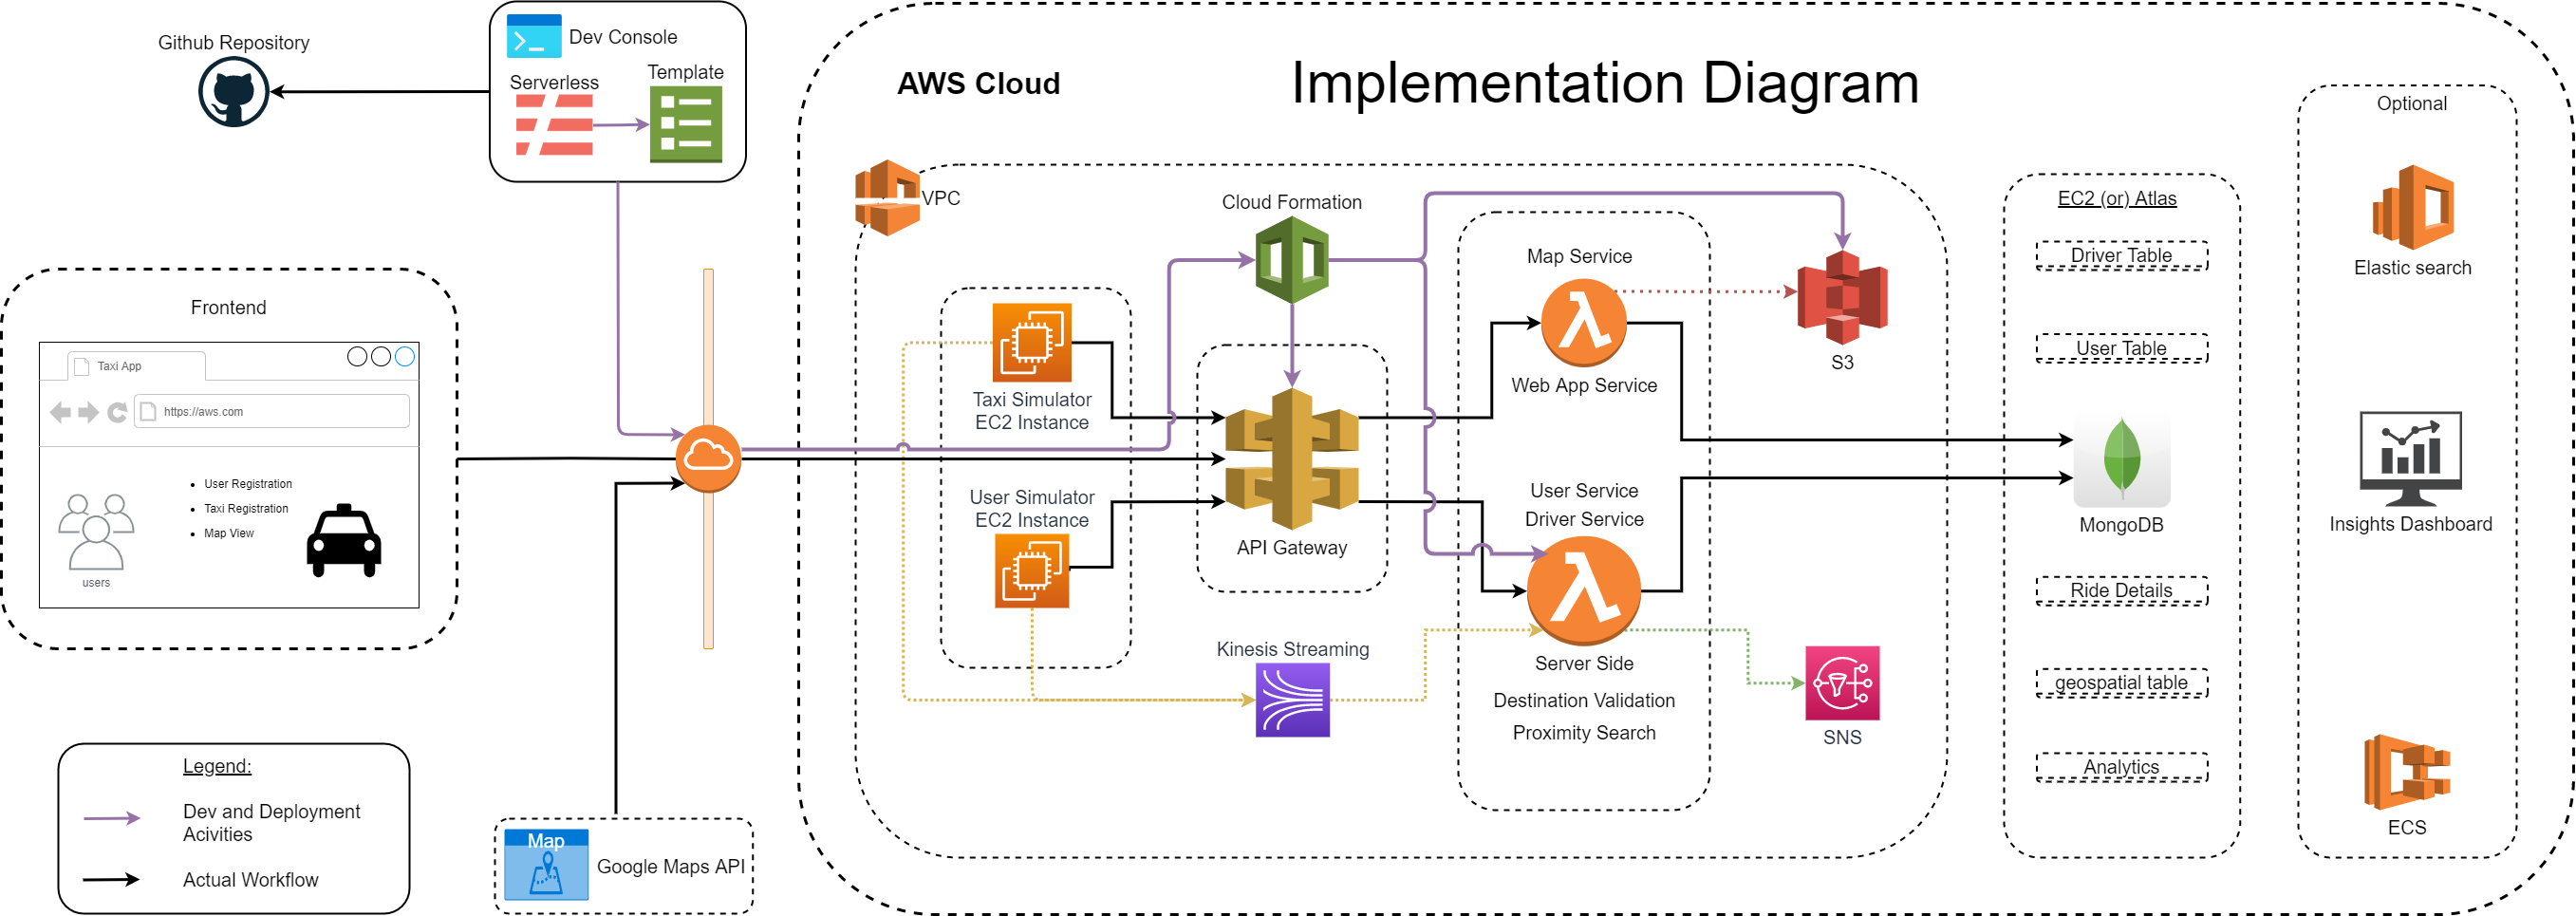 Github Repository
Dev Console
Serverless
Template
AWS Cloud
Implementation Diagram
VPC
Cloud Formation
Optional
Elastic search
Insights Dashboard
ECS
EC2 (or) Atlas
Driver Table
User Table
MongoDB
Ride Details
geospatial table
Analytics
Map Service
Web App Service
S3
User Service
Driver Service
Server Side
Destination Validation
Proximity Search
SNS
Taxi Simulator
EC2 Instance
User Simulator
EC2 Instance
API Gateway
Kinesis Streaming
Frontend
Taxi App
https://aws.com
• User Registration
• Taxi Registration
• Map View
users
Legend:
Dev and Deployment
Acivities
Actual Workflow
Map
Google Maps API